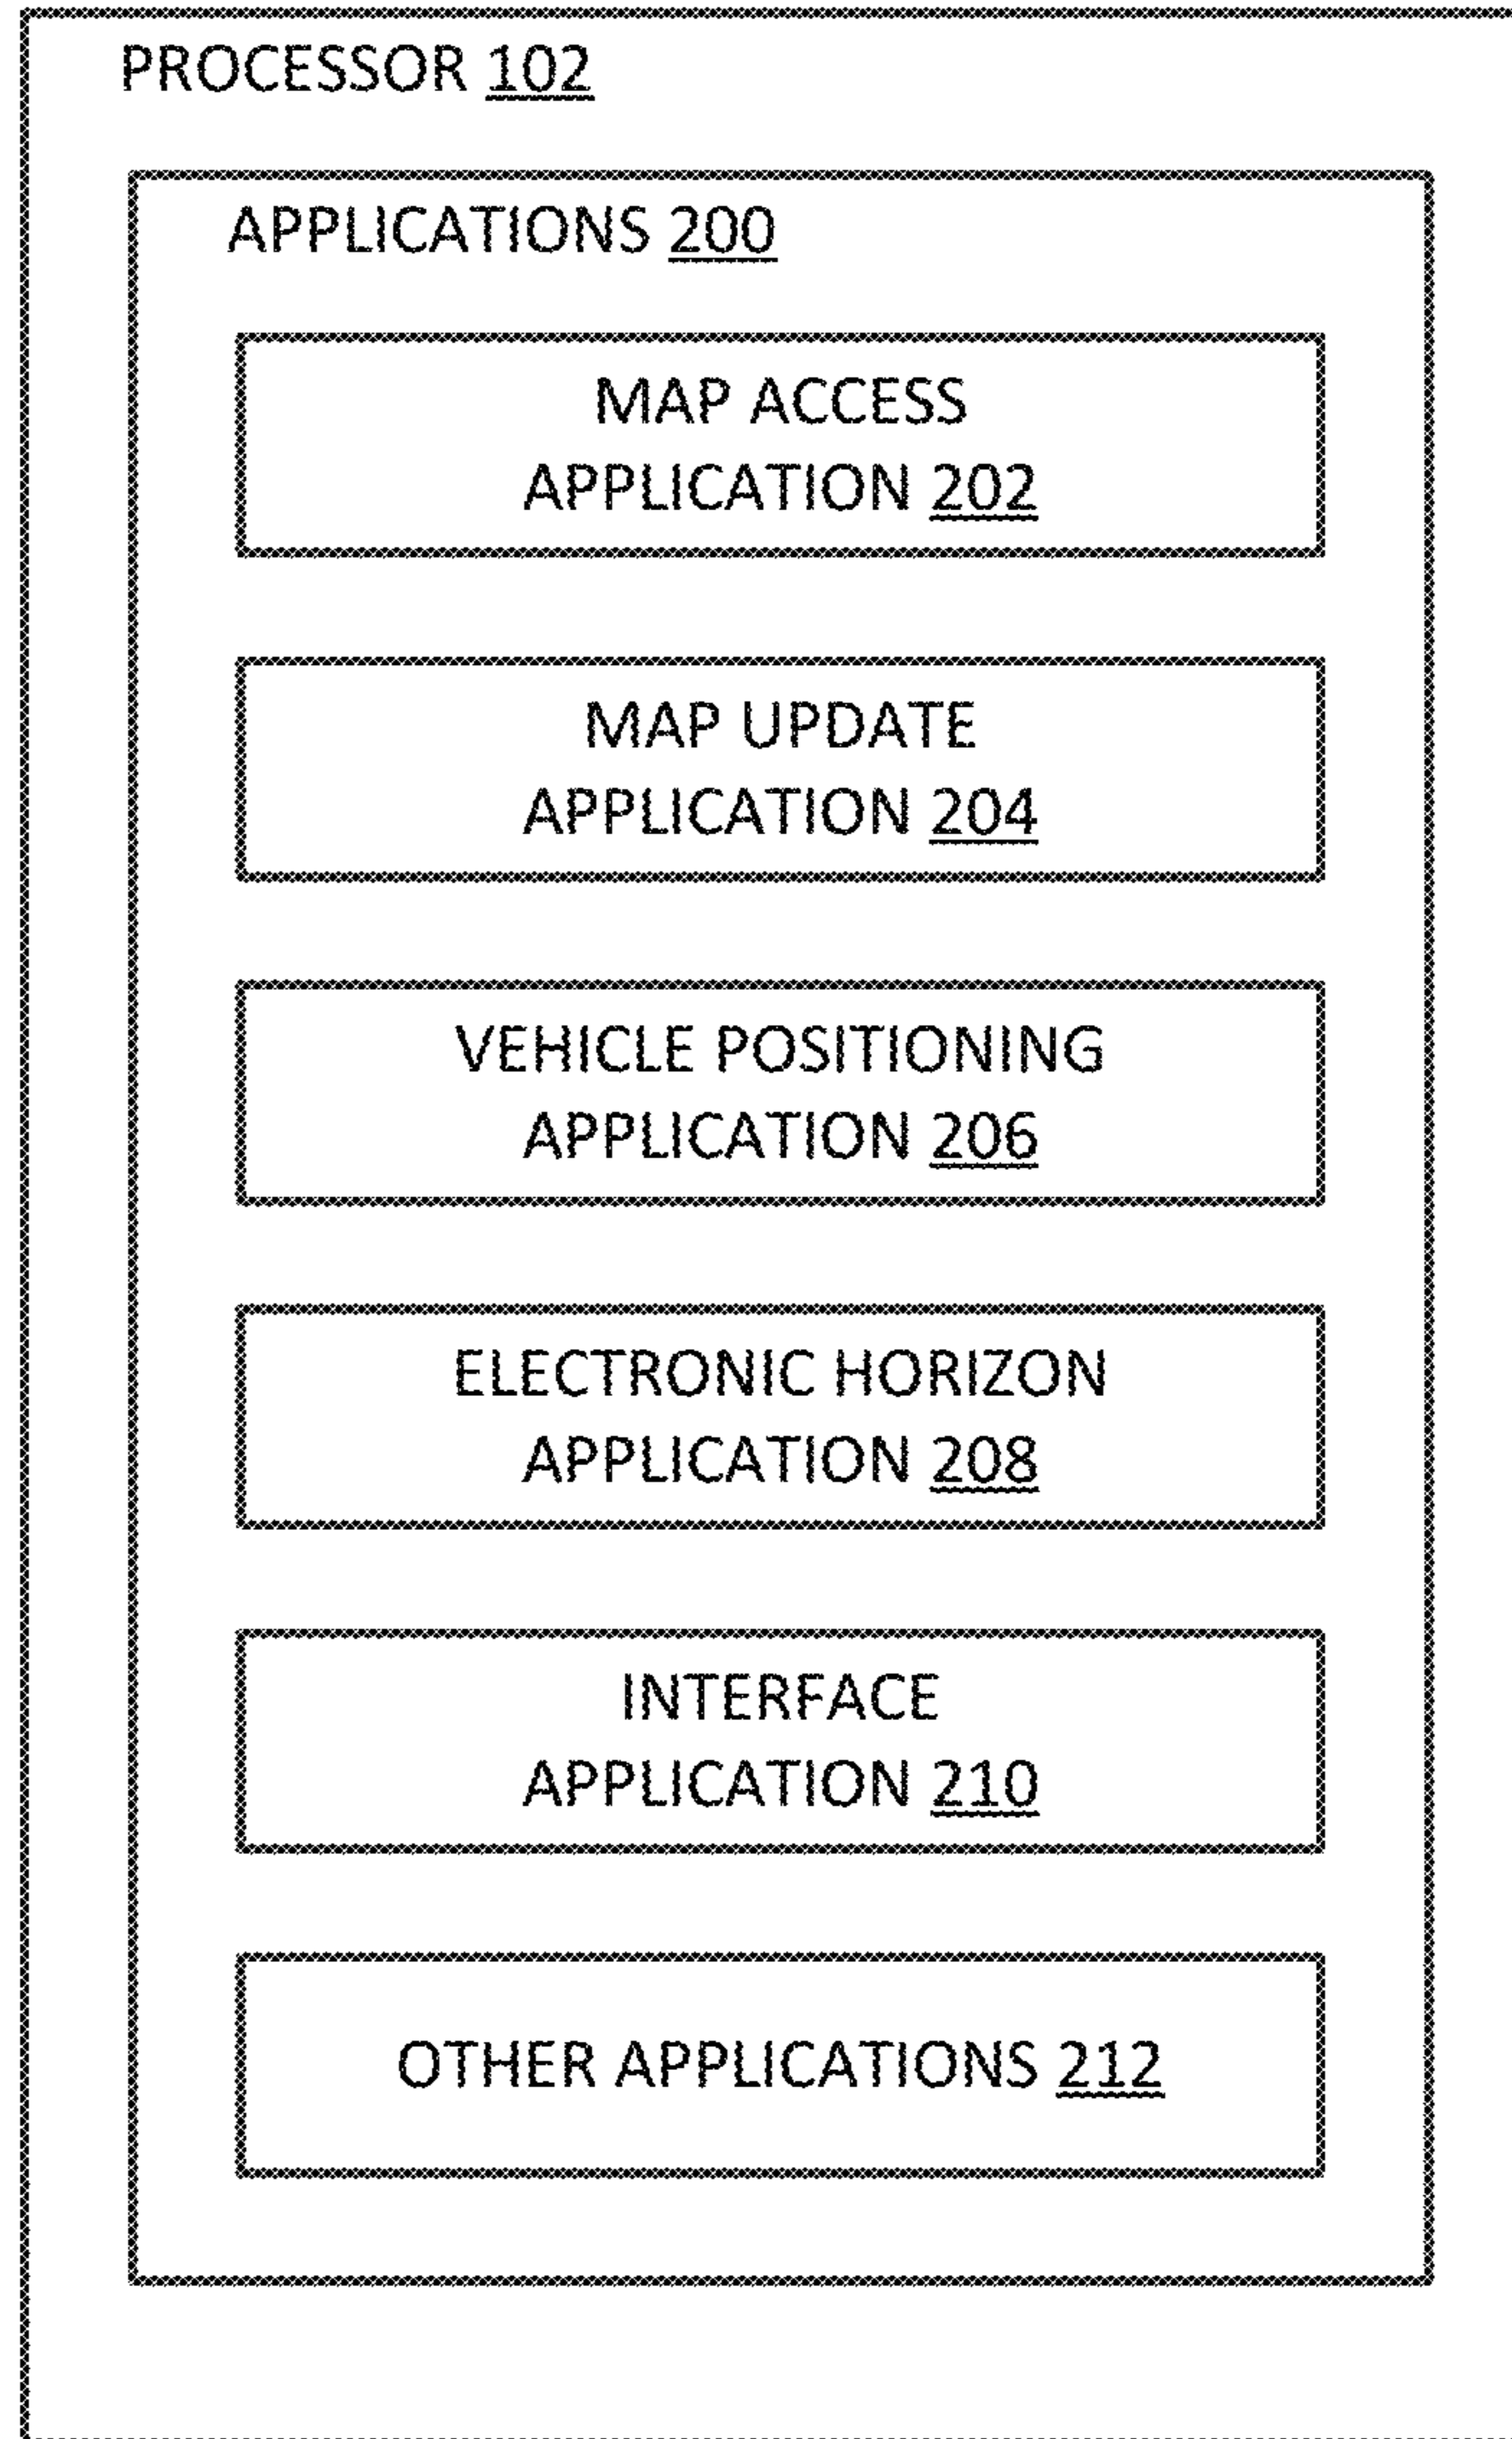 PROCESSOR 102
APPLICATIONS 200
MAP ACCESS
APPLICATION 202
MAP UPDATE
APPLICATION 204
VEHICLE POSITIONING
APPLICATION 206
ELECTRONIC HORIZON
APPLICATION 208
INTERFACE
APPLICATION 210
OTHER APPLICATIONS 212